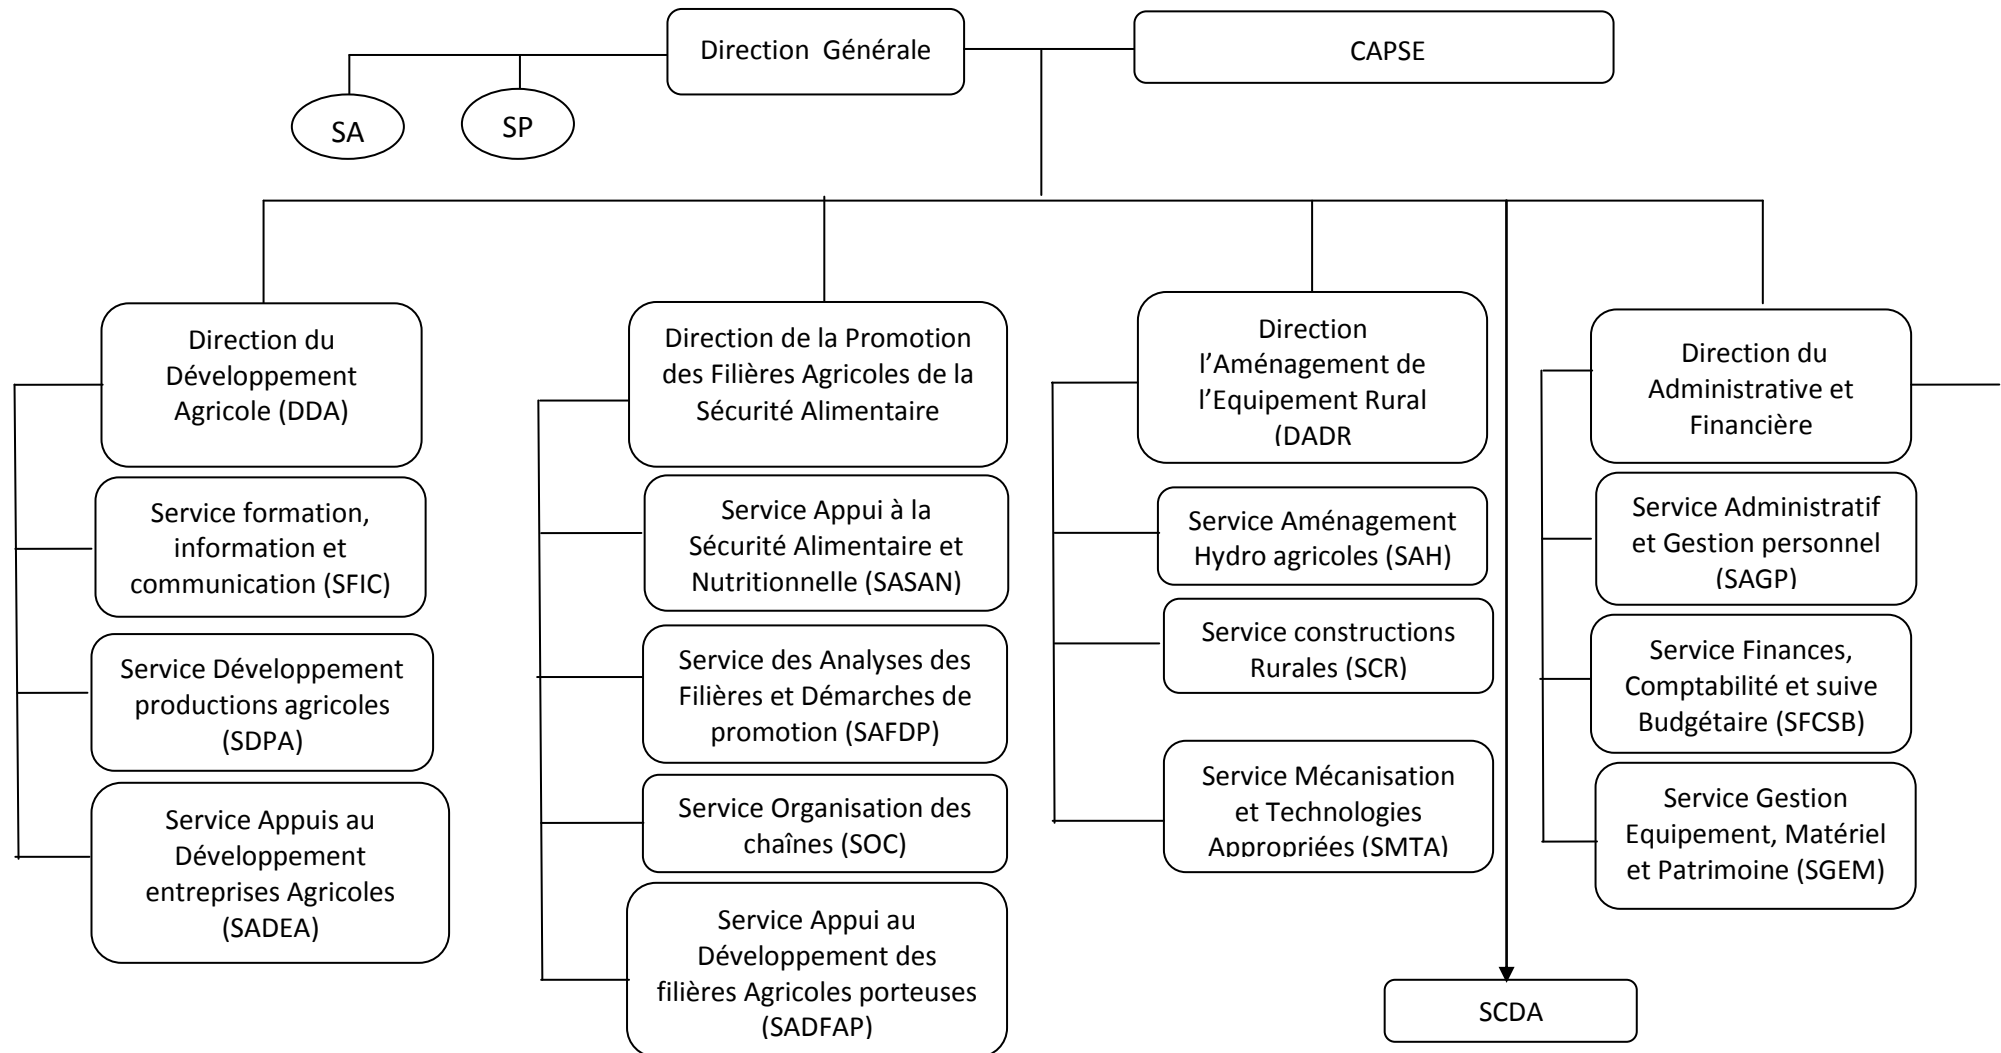 Direction Générale
CAPSE
SA
SP
Direction du
Développement
Agricole (DDA)
Service formation,
information et
communication (SFIC)
Service Développement
productions agricoles
(SDPA)
Service Appuis au
Développement
entreprises Agricoles
(SADEA)
Direction de la Promotion
des Filières Agricoles de la
Sécurité Alimentaire
Service Appui à la
Sécurité Alimentaire et
Nutritionnelle (SASAN)
Service des Analyses des
Filières et Démarches de
promotion (SAFDP)
Service Organisation des
chaînes (SOC)
Service Appui au
Développement des
filières Agricoles porteuses
(SADFAP)
Direction
l’Aménagement de
l’Equipement Rural
(DADR
Service Aménagement
Hydro agricoles (SAH)
Service constructions
Rurales (SCR)
Service Mécanisation
et Technologies
Appropriées (SMTA)
SCDA
Direction du
Administrative et
Financière
Service Administratif
et Gestion personnel
(SAGP)
Service Finances,
Comptabilité et suive
Budgétaire (SFCSB)
Service Gestion
Equipement, Matériel
et Patrimoine (SGEM)